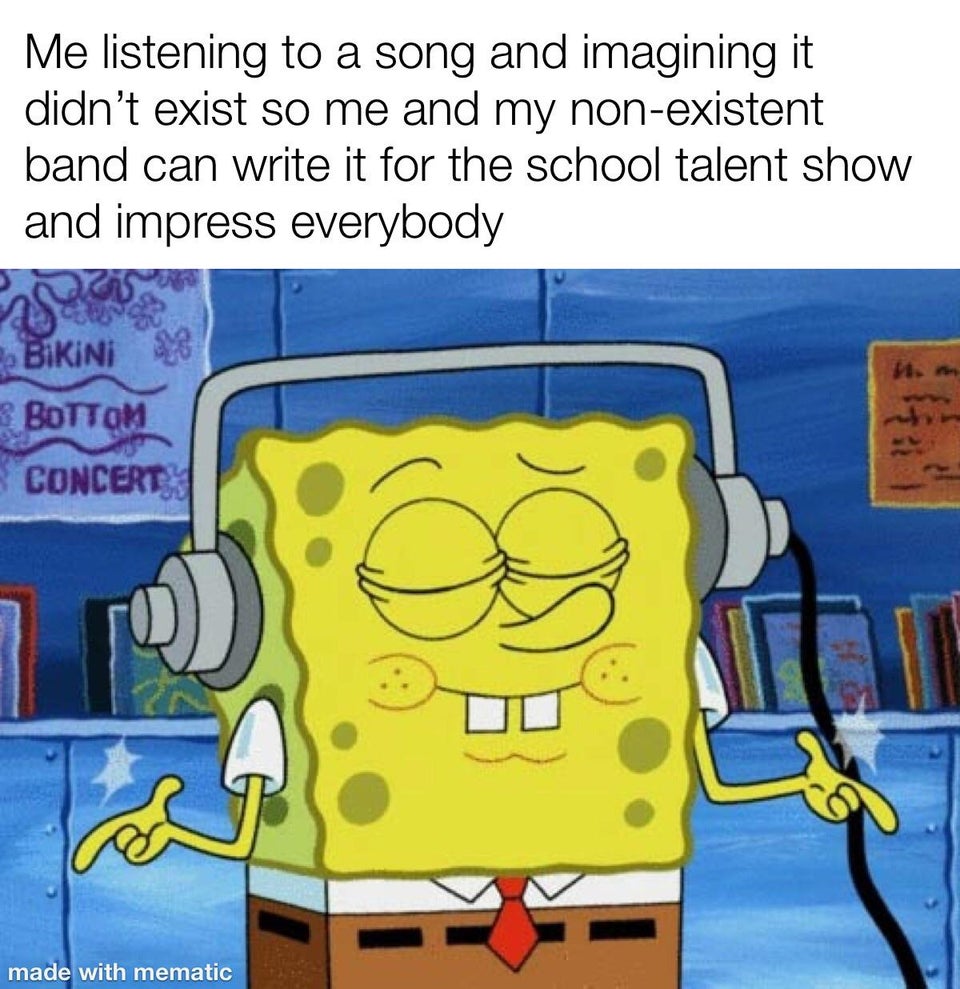 Me listening to a song and imagining it
didn’t exist so me and my non-existent
band can write it for the school talent show
and impress everybody
BiKiNi
BOTTOM
CONCERT
made with mematic